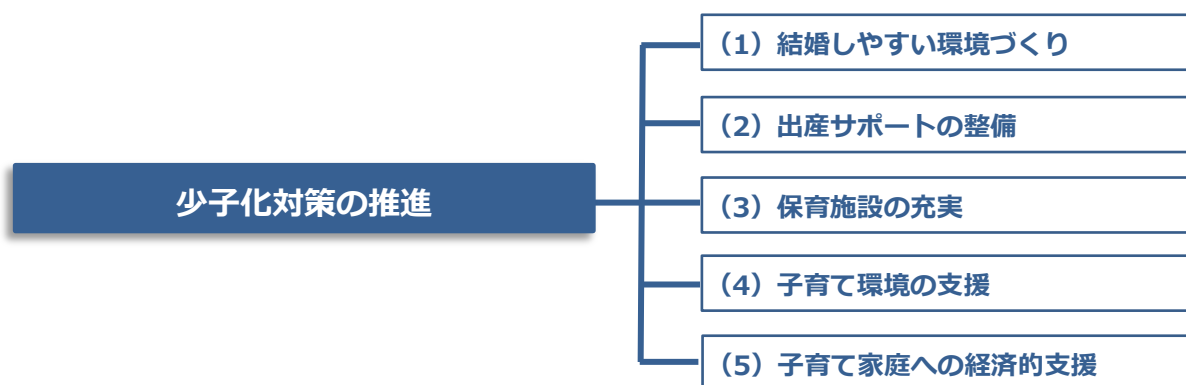 少子化対策の推進
（1）結婚しやすい環境づくり
（2）出産サポートの整備
（3）保育施設の充実
（4）子育て環境の支援
（5）子育て家庭への経済的支援